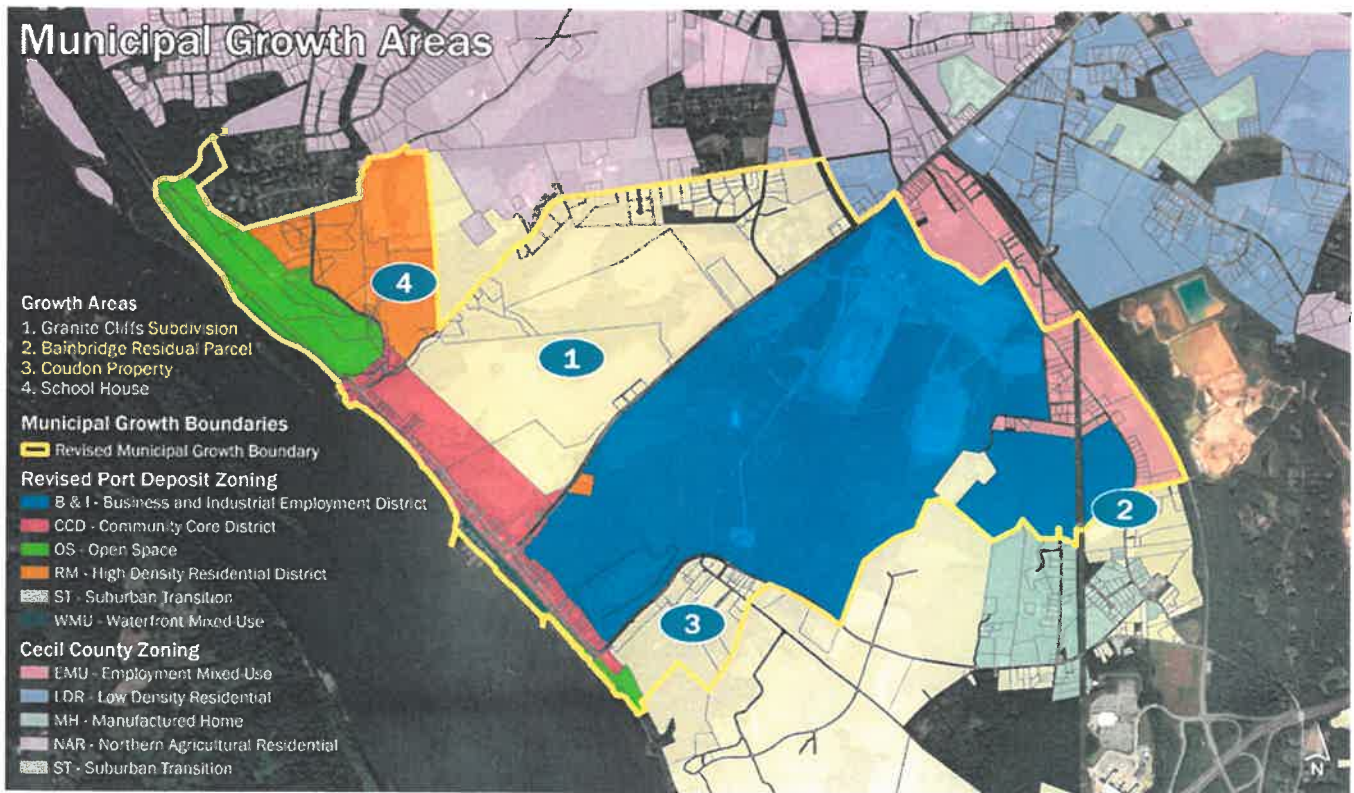 Municipal Growth Areas
Growth Areas
1. Granite Cliffs Subdivision
2. Bainbridge Residual Parcel
3. Coudon Property
4. School House
Municipal Growth Boundaries
Revised Municipal Growth Boundary
Revised Port Deposit Zoning
B & I - Business and Industrial Employment District
CCD - Community Core District
OS - Open Space
RM - High Density Residential District
ST - Suburban Transition
WMU - Waterfront Mixed Use
Cecil County Zoning
EMU - Employment Mixed Use
LDR - Low Density Residential
MH - Manufactured Home
NAR - Northern Agricultural Residential
ST - Suburban Transition
4
1
2
3
N